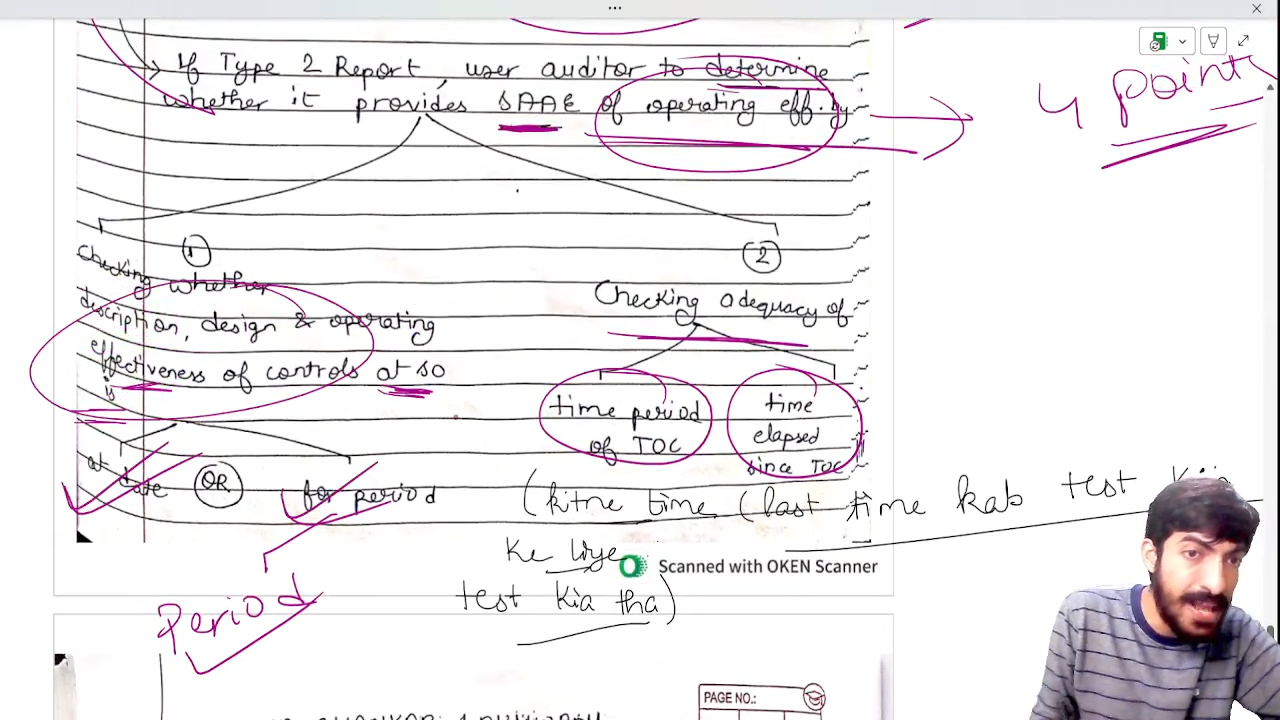 If Type 2 Report, user auditor to determine
whether it provides SAAE of operating eff. by
4 points
1
2
Checking whether
description, design & operating
effectiveness of controls at SO
is
at date
OR
for period
Period
Checking adequacy of
time period
of TOC
time
elapsed
since TOC
(kitne time
ke liye
test kia tha)
(last time kab test
Scanned with OKEN Scanner
PAGE NO.: